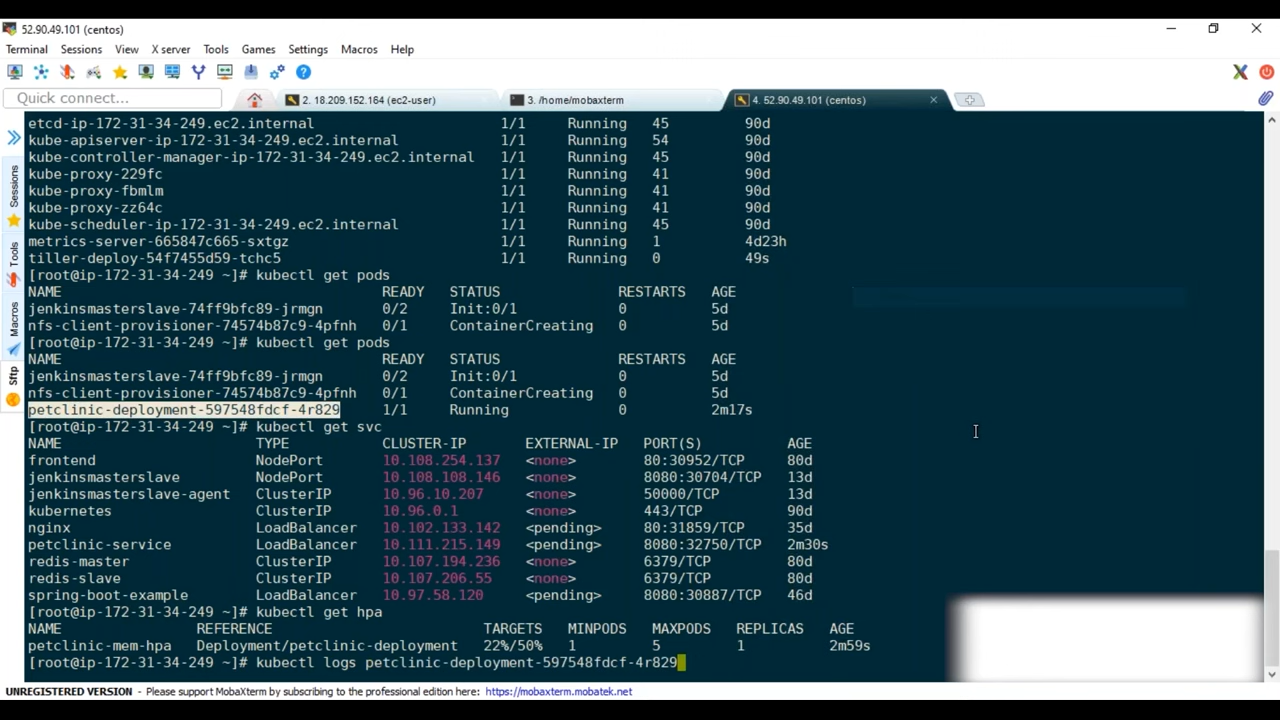 52.90.49.101 (centos)
Terminal Sessions View X server Tools Games Settings Macros Help
Quick connect... 2. 18.209.152.164 (ec2-user) 3. /home/mobaxterm 4. 52.90.49.101 (centos)
Sessions
Tools
Macros
Sftp
etcd-ip-172-31-34-249.ec2.internal 1/1 Running 45 90d
kube-apiserver-ip-172-31-34-249.ec2.internal 1/1 Running 54 90d
kube-controller-manager-ip-172-31-34-249.ec2.internal 1/1 Running 45 90d
kube-proxy-229fc 1/1 Running 41 90d
kube-proxy-fbmlm 1/1 Running 41 90d
kube-proxy-zz64c 1/1 Running 41 90d
kube-scheduler-ip-172-31-34-249.ec2.internal 1/1 Running 45 90d
metrics-server-665847c665-sxtgz 1/1 Running 1 4d23h
tiller-deploy-54f7455d59-tchc5 1/1 Running 0 49s
[root@ip-172-31-34-249 ~]# kubectl get pods
NAME READY STATUS RESTARTS AGE
jenkinsmasterslave-74ff9bfc89-jrmgn 0/2 Init:0/1 0 5d
nfs-client-provisioner-74574b87c9-4pfnh 0/1 ContainerCreating 0 5d
[root@ip-172-31-34-249 ~]# kubectl get pods
NAME READY STATUS RESTARTS AGE
jenkinsmasterslave-74ff9bfc89-jrmgn 0/2 Init:0/1 0 5d
nfs-client-provisioner-74574b87c9-4pfnh 0/1 ContainerCreating 0 5d
petclinic-deployment-597548fdcf-4r829 1/1 Running 0 2m17s
[root@ip-172-31-34-249 ~]# kubectl get svc
NAME TYPE CLUSTER-IP EXTERNAL-IP PORT(S) AGE
frontend NodePort 10.108.254.137 <none> 80:30952/TCP 80d
jenkinsmasterslave NodePort 10.108.108.146 <none> 8080:30704/TCP 13d
jenkinsmasterslave-agent ClusterIP 10.96.10.207 <none> 50000/TCP 13d
kubernetes ClusterIP 10.96.0.1 <none> 443/TCP 90d
nginx LoadBalancer 10.102.133.142 <pending> 80:31859/TCP 35d
petclinic-service LoadBalancer 10.111.215.149 <pending> 8080:32750/TCP 2m30s
redis-master ClusterIP 10.107.194.236 <none> 6379/TCP 80d
redis-slave ClusterIP 10.107.206.55 <none> 6379/TCP 80d
spring-boot-example LoadBalancer 10.97.58.120 <pending> 8080:30887/TCP 46d
[root@ip-172-31-34-249 ~]# kubectl get hpa
NAME REFERENCE TARGETS MINPODS MAXPODS REPLICAS AGE
petclinic-mem-hpa Deployment/petclinic-deployment 22%/50% 1 5 1 2m59s
[root@ip-172-31-34-249 ~]# kubectl logs petclinic-deployment-597548fdcf-4r829
UNREGISTERED VERSION - Please support MobaXterm by subscribing to the professional edition here: https://mobaxterm.mobatek.net